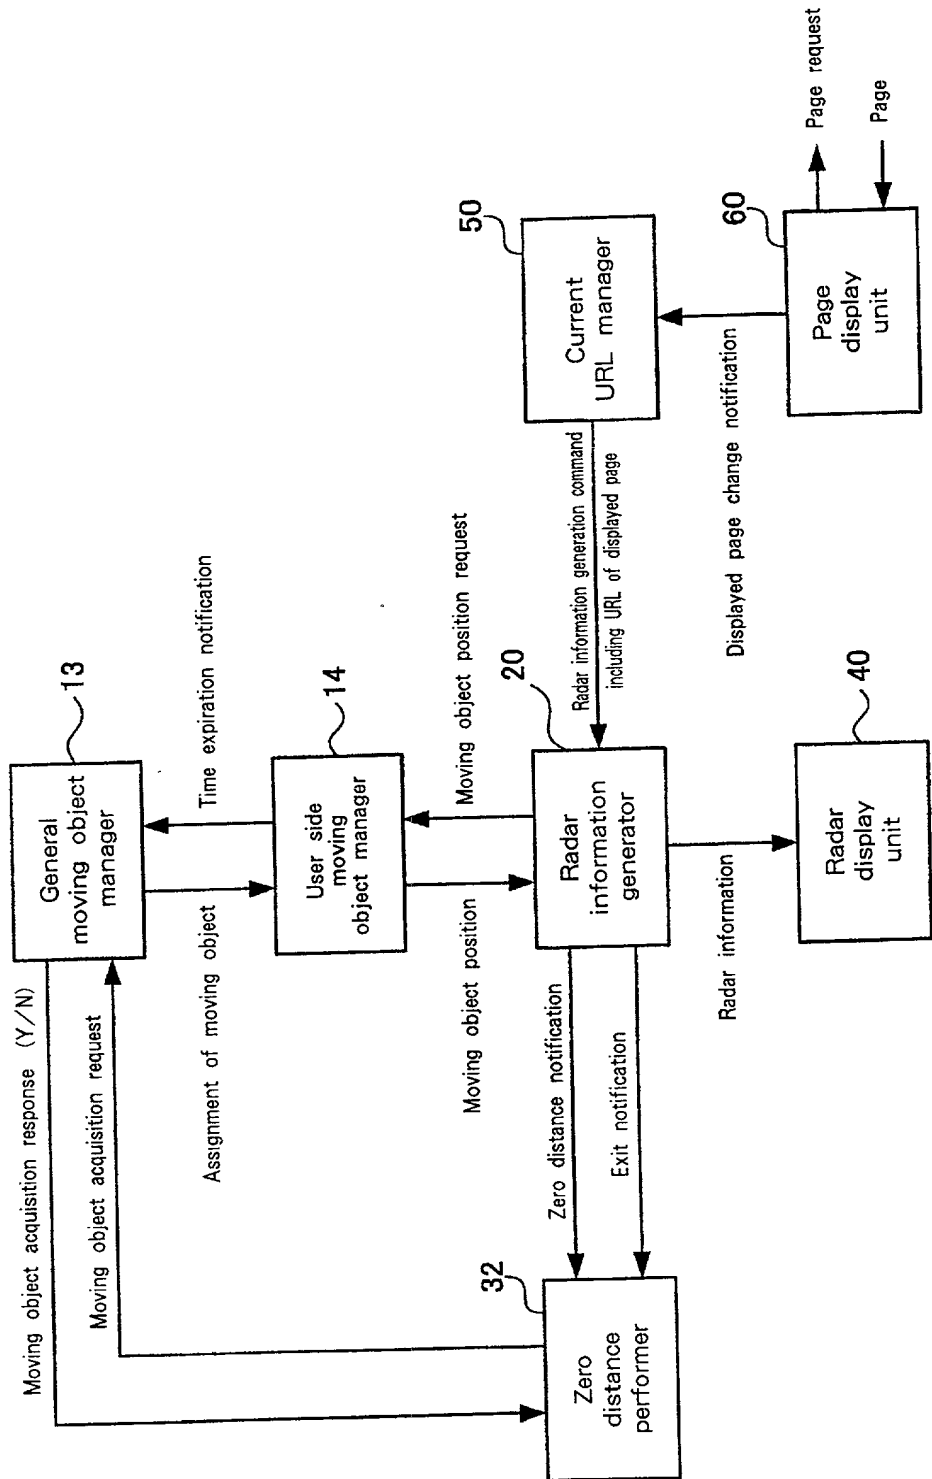 Moving object acquisition response (Y/N)
Moving object acquisition request
13
General
moving object
manager
Assignment of moving object
Time expiration notification
14
User side
moving
object manager
Moving object position
Moving object position request
32
Zero
distance
performer
Zero distance notification
Exit notification
20
Radar
information
generator
Radar information generation command
including URL of displayed page
50
Current
URL manager
Radar information
40
Radar
display
unit
Displayed page change notification
60
Page
display
unit
Page request
Page